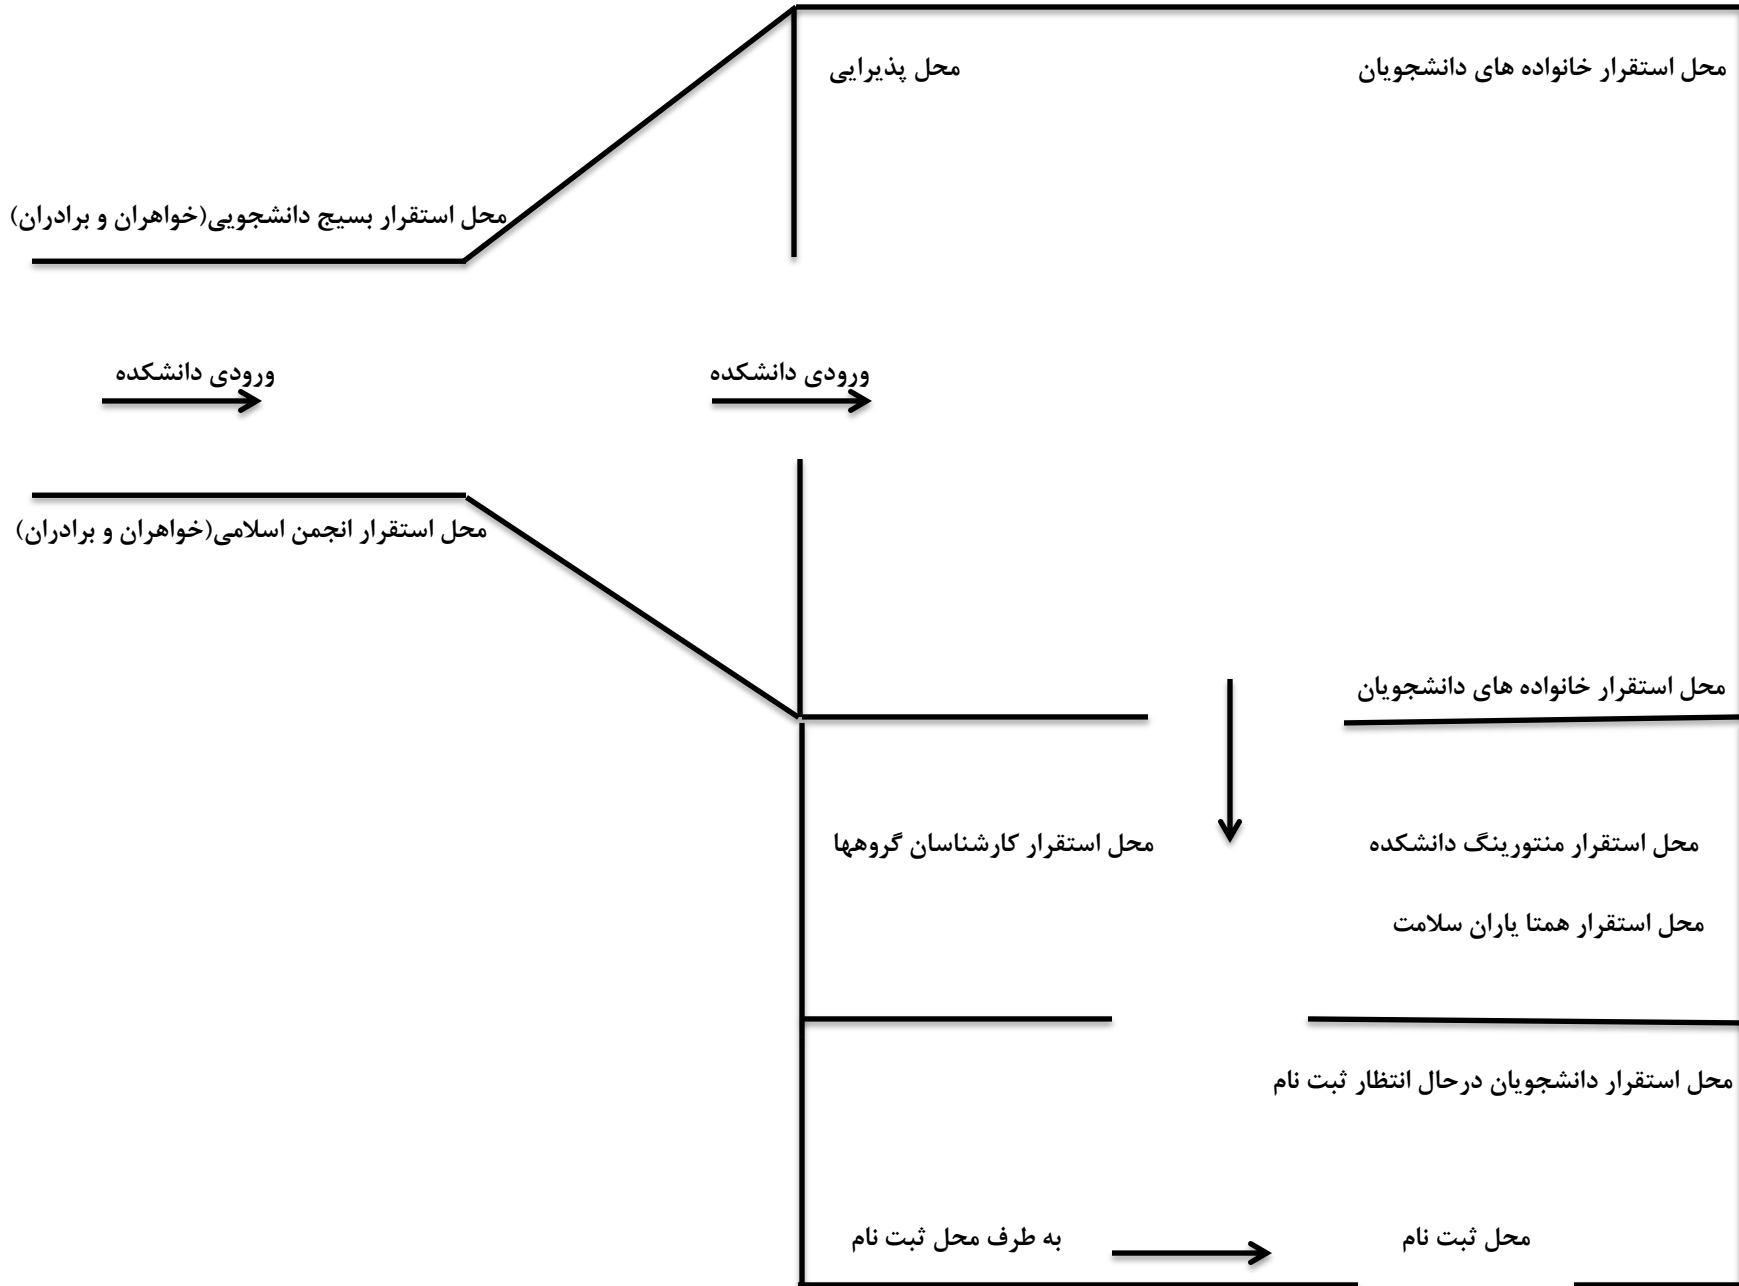 محل استقرار خانواده های دانشجویان
محل پذیرایی
محل استقرار بسیج دانشجویی(خواهران و برادران)
ورودی دانشکده
ورودی دانشکده
محل استقرار انجمن اسلامی(خواهران و برادران)
محل استقرار خانواده های دانشجویان
محل استقرار منتورینگ دانشکده
محل استقرار کارشناسان گروهها
محل استقرار همتا یاران سلامت
محل استقرار دانشجویان درحال انتظار ثبت نام
محل ثبت نام
به طرف محل ثبت نام